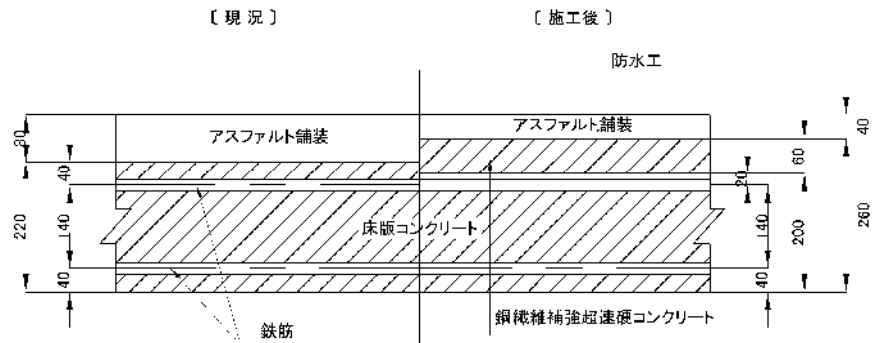 〔 現 況 〕
〔 施工後 〕
防水工
アスファルト舗装
アスファルト舗装
80
40
220
140
40
床版コンクリート
40
60
20
140
200
260
40
鉄筋
鋼繊維補強超速硬コンクリート